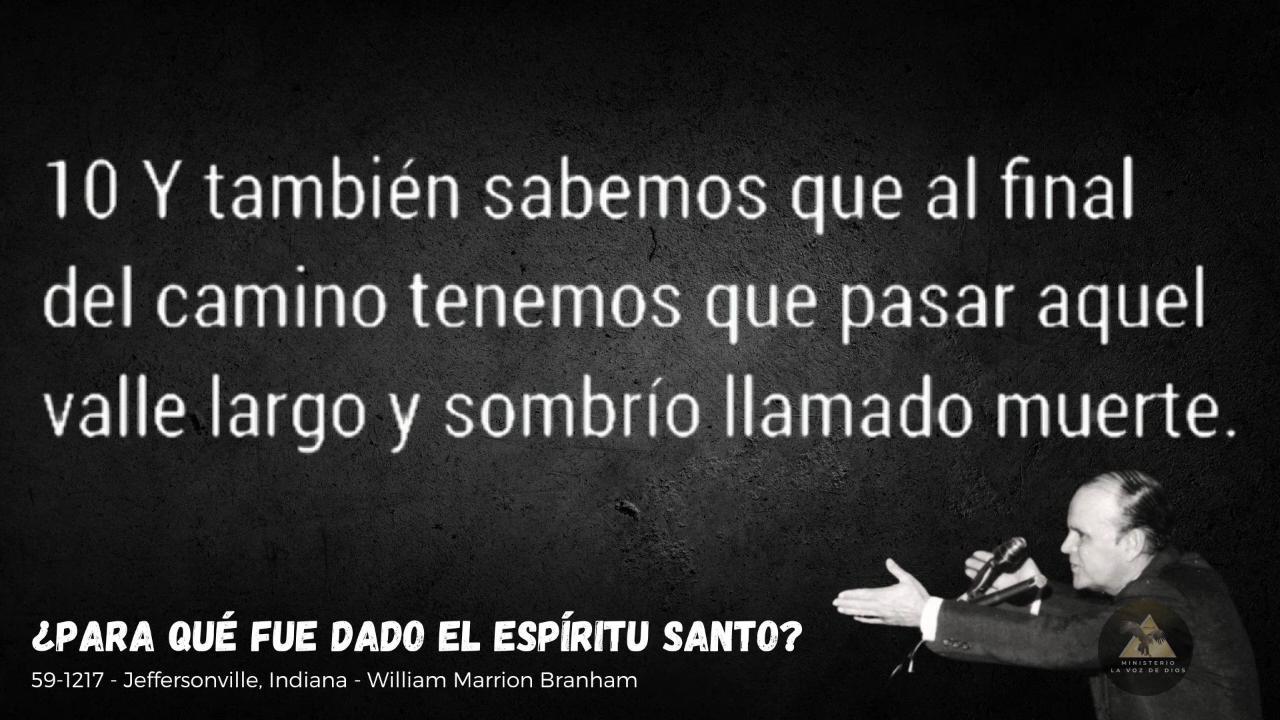 10 Y también sabemos que al final
del camino tenemos que pasar aquel
valle largo y sombrío llamado muerte.
¿PARA QUÉ FUE DADO EL ESPÍRITU SANTO?
59-1217 - Jeffersonville, Indiana - William Marrion Branham
MINISTERIO
LA VOZ DE DIOS